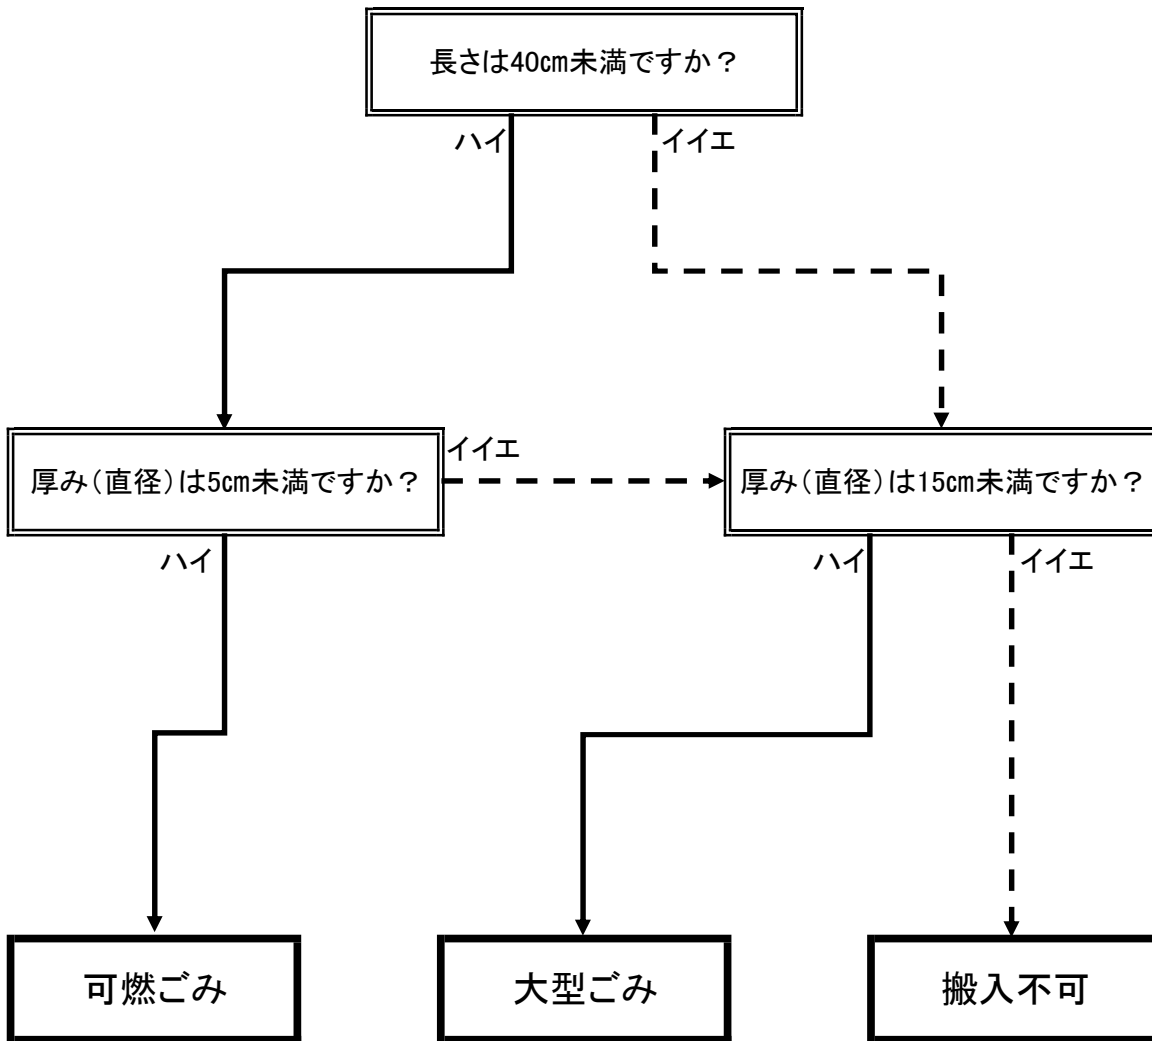 長さは40cm未満ですか？
ハイ
イイエ
厚み（直径）は5cm未満ですか？
イイエ
厚み（直径）は15cm未満ですか？
ハイ
ハイ
イイエ
可燃ごみ
大型ごみ
搬入不可